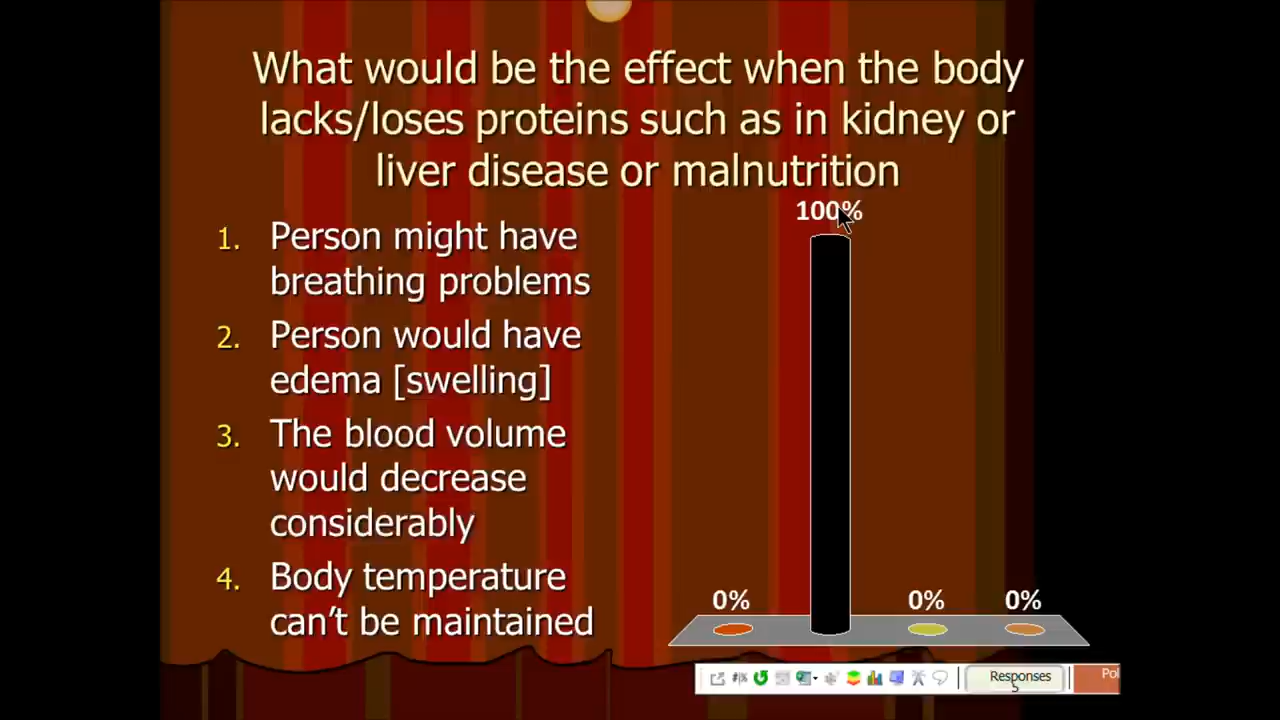 What would be the effect when the body
lacks/loses proteins such as in kidney or
liver disease or malnutrition
1. Person might have
breathing problems
2. Person would have
edema [swelling]
3. The blood volume
would decrease
considerably
4. Body temperature
can't be maintained
100%
0%
0%
0%
Responses
5